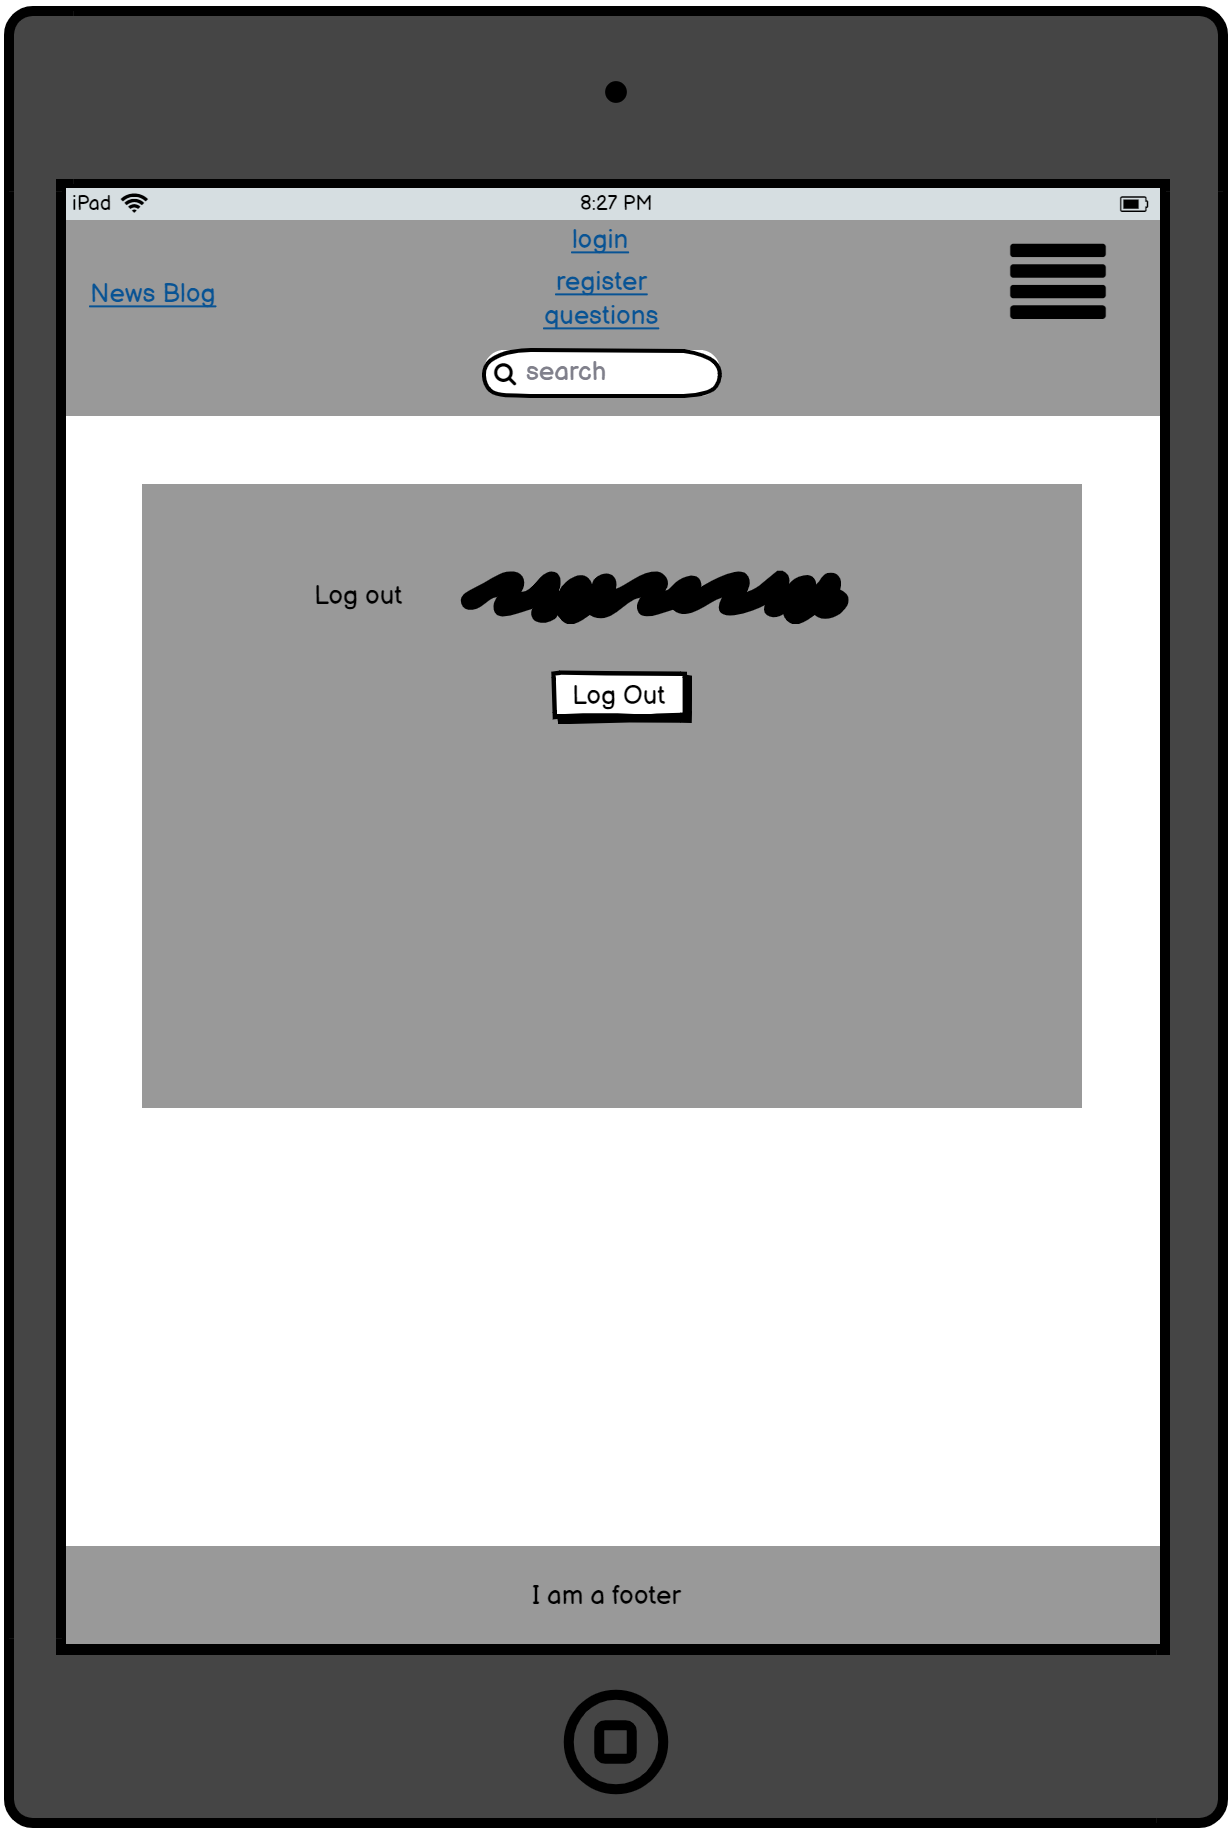 iPad 8:27 PM
login
News Blog
register
questions
search
Log out
Log Out
I am a footer